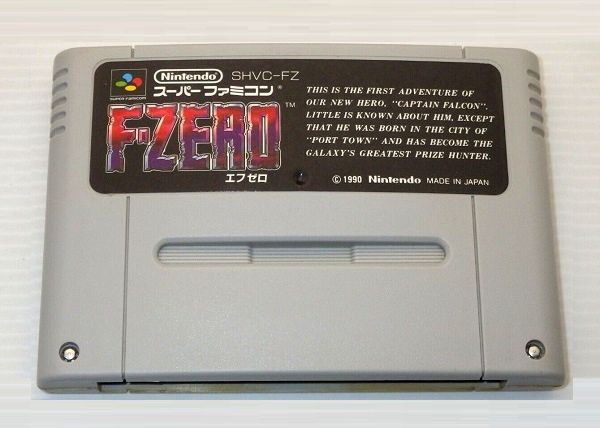 Nintendo SHVC-FZ
スーパーファミコン®
SUPER FAMICOM
F-ZERO™
エフゼロ
THIS IS THE FIRST ADVENTURE OF
OUR NEW HERO, "CAPTAIN FALCON".
LITTLE IS KNOWN ABOUT HIM, EXCEPT
THAT HE WAS BORN IN THE CITY OF
"PORT TOWN" AND HAS BECOME THE
GALAXY'S GREATEST PRIZE HUNTER.
© 1990 Nintendo MADE IN JAPAN